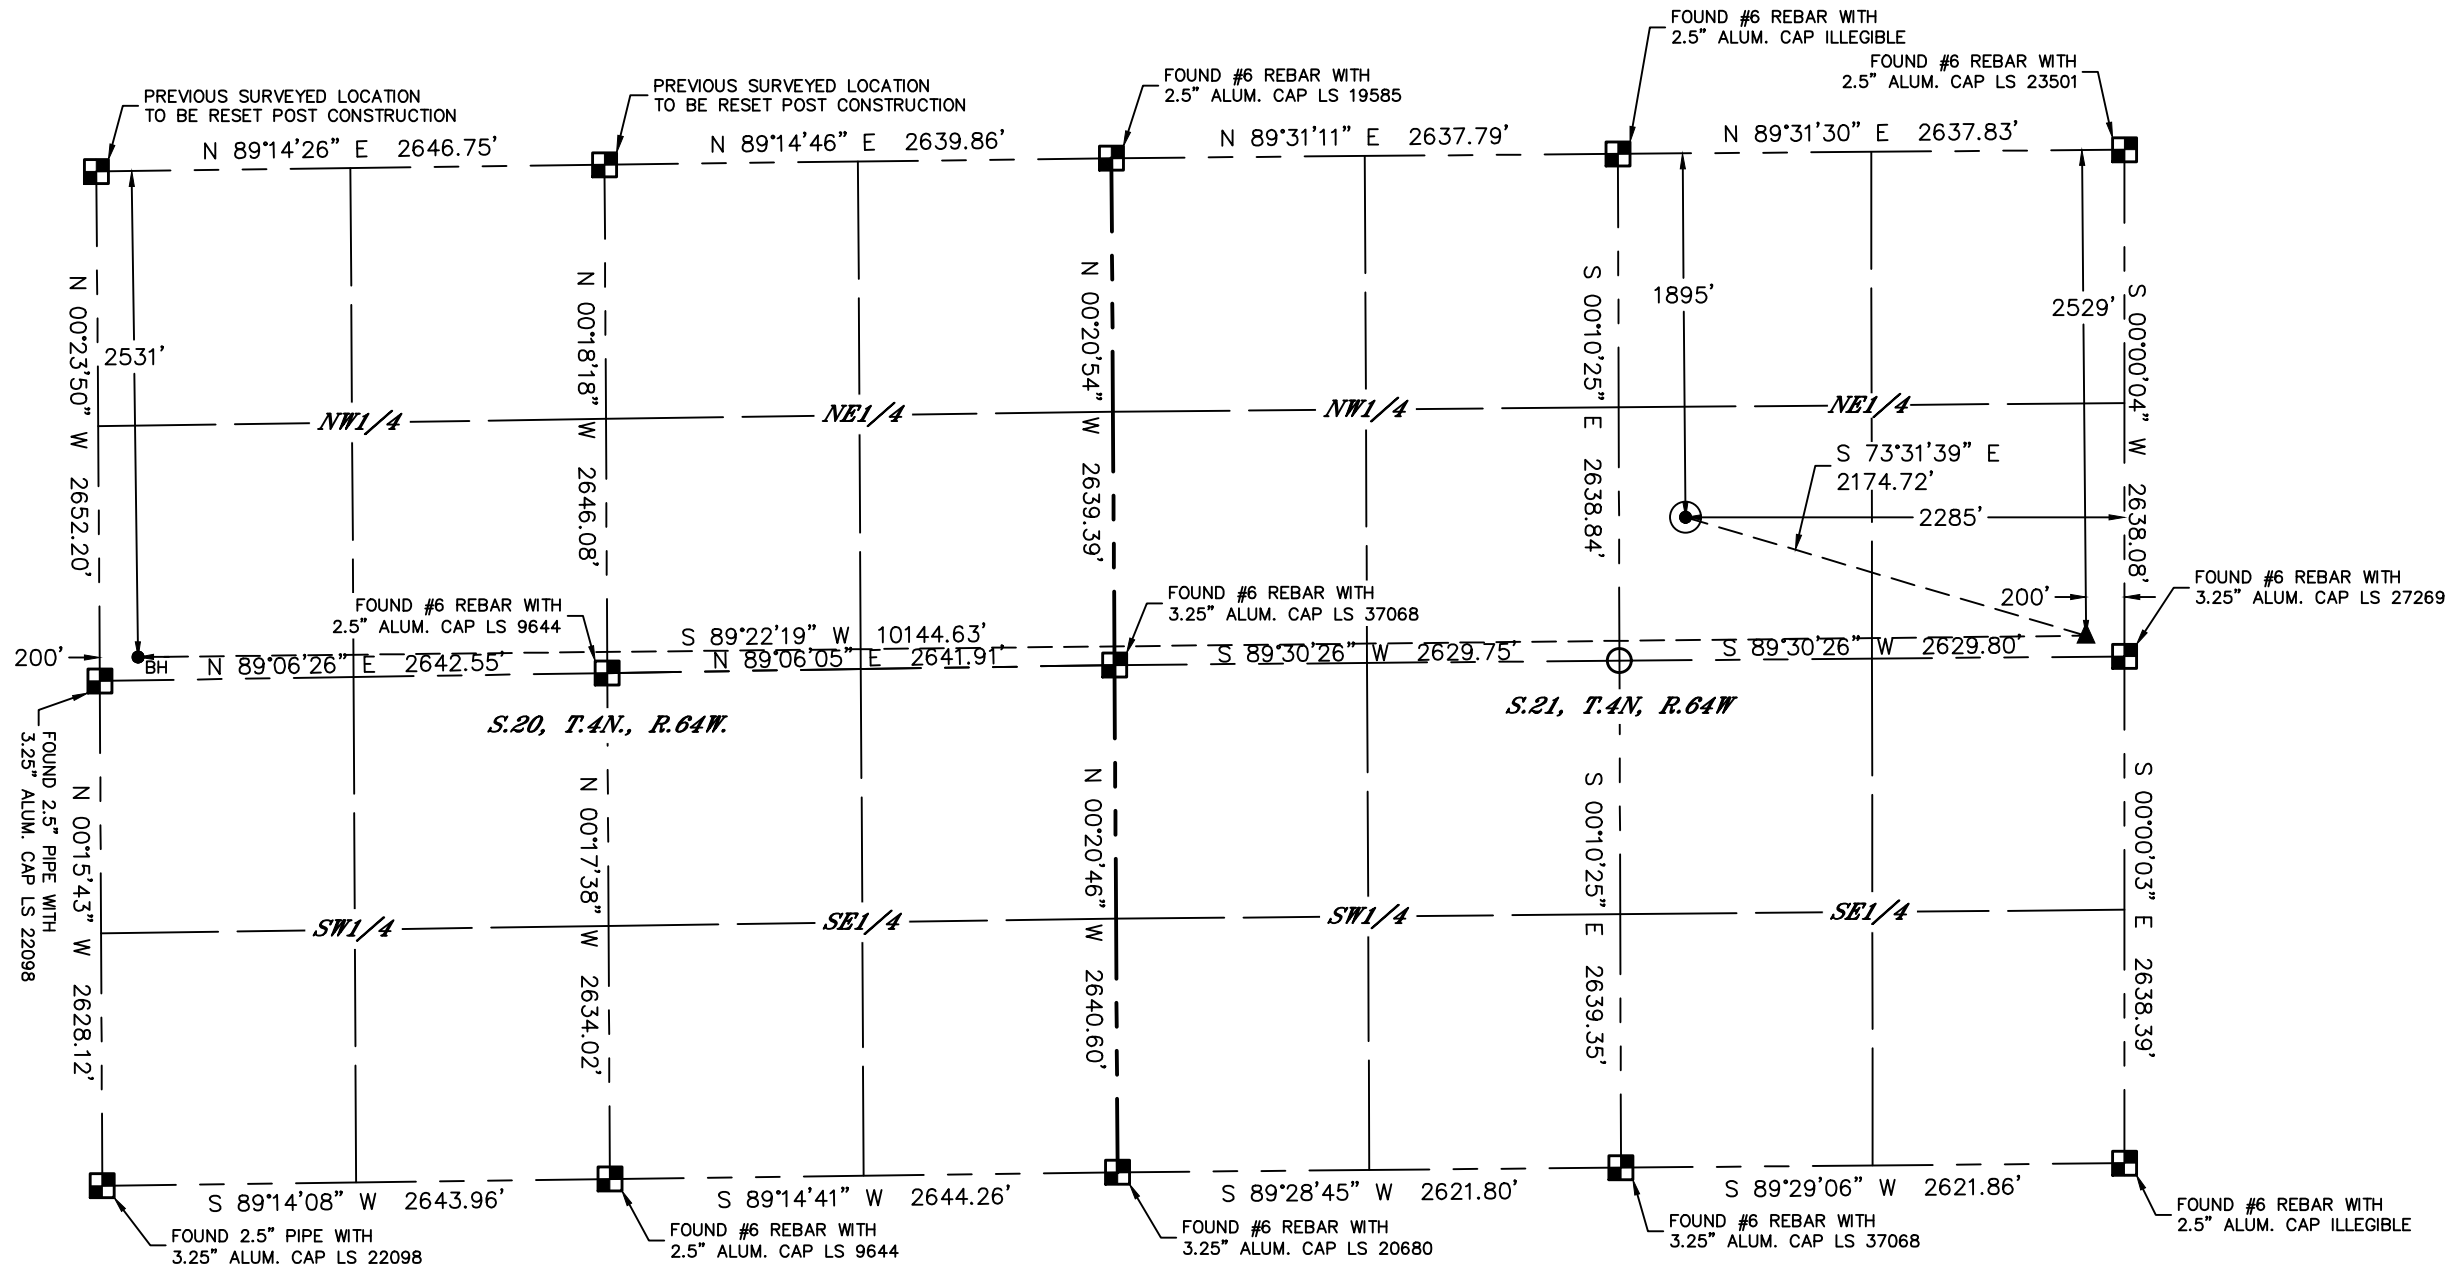 FOUND #6 REBAR WITH
2.5" ALUM. CAP ILLEGIBLE
FOUND #6 REBAR WITH
2.5" ALUM. CAP LS 23501
FOUND #6 REBAR WITH
2.5" ALUM. CAP LS 19585
PREVIOUS SURVEYED LOCATION
TO BE RESET POST CONSTRUCTION
PREVIOUS SURVEYED LOCATION
TO BE RESET POST CONSTRUCTION
N 89°14'26" E 2646.75'
N 89°14'46" E 2639.86'
N 89°31'11" E 2637.79'
N 89°31'30" E 2637.83'
N 00°23'50" W 2652.20'
2531'
N 00°18'18" W 2646.08'
N 00°20'54" W 2639.39'
S 00°10'25" E 2638.84'
1895'
2529'
S 00°00'04" W 2638.08'
NW1/4
NE1/4
NW1/4
NE1/4
S 73°31'39" E
2174.72'
2285'
200'
FOUND #6 REBAR WITH
3.25" ALUM. CAP LS 27269
FOUND #6 REBAR WITH
2.5" ALUM. CAP LS 9644
FOUND #6 REBAR WITH
3.25" ALUM. CAP LS 37068
S 89°22'19" W 10144.63'
200'
BH
N 89°06'26" E 2642.55'
N 89°06'05" E 2641.91'
S 89°30'26" W 2629.75'
S 89°30'26" W 2629.80'
S.20, T.4N., R.64W.
S.21, T.4N, R.64W
FOUND 2.5" PIPE WITH
3.25" ALUM. CAP LS 22098
N 00°15'43" W 2628.12'
N 00°17'38" W 2634.02'
N 00°20'46" W 2640.60'
S 00°10'25" E 2639.35'
S 00°00'03" E 2638.39'
SW1/4
SE1/4
SW1/4
SE1/4
S 89°14'08" W 2643.96'
S 89°14'41" W 2644.26'
S 89°28'45" W 2621.80'
S 89°29'06" W 2621.86'
FOUND 2.5" PIPE WITH
3.25" ALUM. CAP LS 22098
FOUND #6 REBAR WITH
2.5" ALUM. CAP LS 9644
FOUND #6 REBAR WITH
3.25" ALUM. CAP LS 20680
FOUND #6 REBAR WITH
3.25" ALUM. CAP LS 37068
FOUND #6 REBAR WITH
2.5" ALUM. CAP ILLEGIBLE